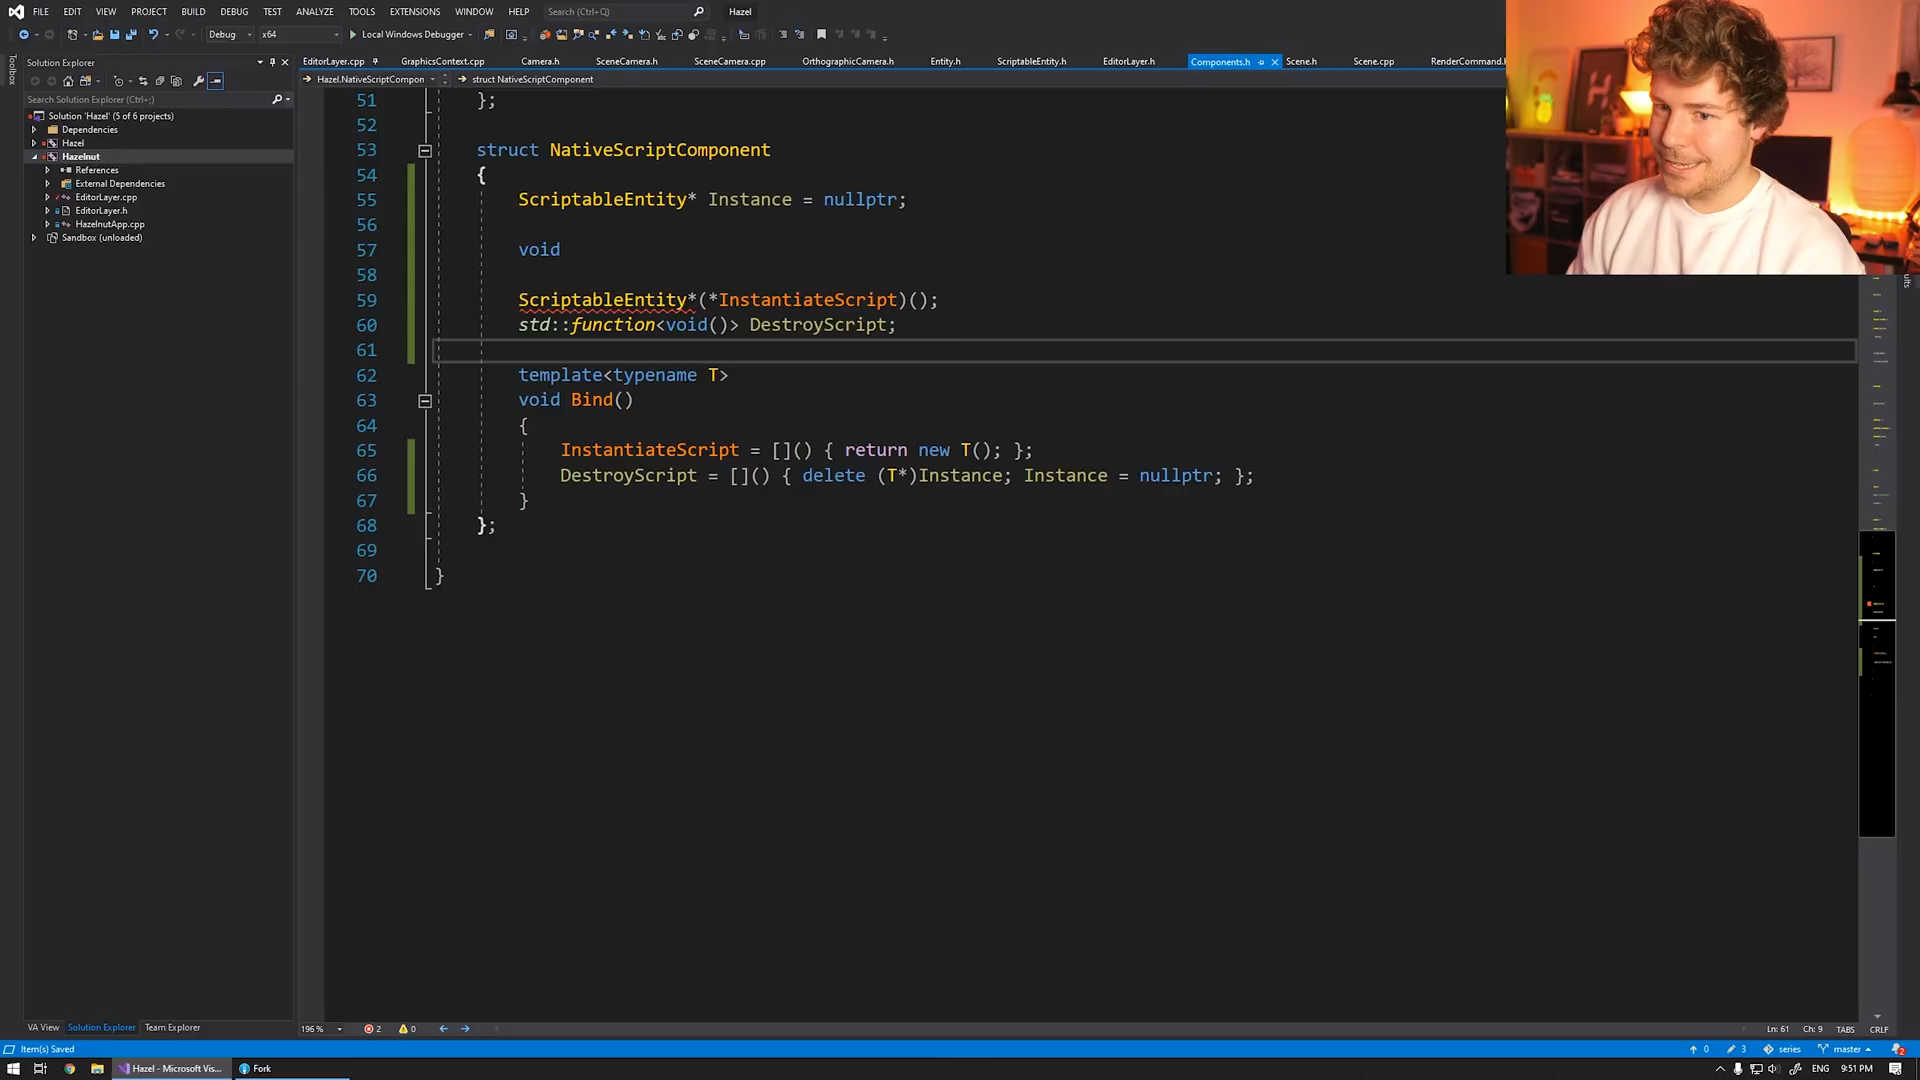 FILE EDIT VIEW PROJECT BUILD DEBUG TEST ANALYZE TOOLS EXTENSIONS WINDOW HELP Search (Ctrl+Q) Hazel
Debug x64 Local Windows Debugger
Toolbox
Solution Explorer
Search Solution Explorer (Ctrl+;)
Solution 'Hazel' (5 of 6 projects)
Dependencies
Hazel
Hazelnut
References
External Dependencies
EditorLayer.cpp
EditorLayer.h
HazelnutApp.cpp
Sandbox (unloaded)
VA View Solution Explorer Team Explorer
EditorLayer.cpp GraphicsContext.cpp Camera.h SceneCamera.h SceneCamera.cpp OrthographicCamera.h Entity.h ScriptableEntity.h EditorLayer.h Components.h Scene.h Scene.cpp RenderCommand.h
Hazel.NativeScriptCompon struct NativeScriptComponent
51 };
52
53 struct NativeScriptComponent
54 {
55 ScriptableEntity* Instance = nullptr;
56
57 void
58
59 ScriptableEntity*(*InstantiateScript)();
60 std::function<void()> DestroyScript;
61
62 template<typename T>
63 void Bind()
64 {
65 InstantiateScript = []() { return new T(); };
66 DestroyScript = []() { delete (T*)Instance; Instance = nullptr; };
67 }
68 };
69
70 }
196 % 2 0 Ln: 61 Ch: 9 TABS CRLF
Item(s) Saved 0 3 series master 2
Hazel - Microsoft Vis... Fork ENG 9:51 PM